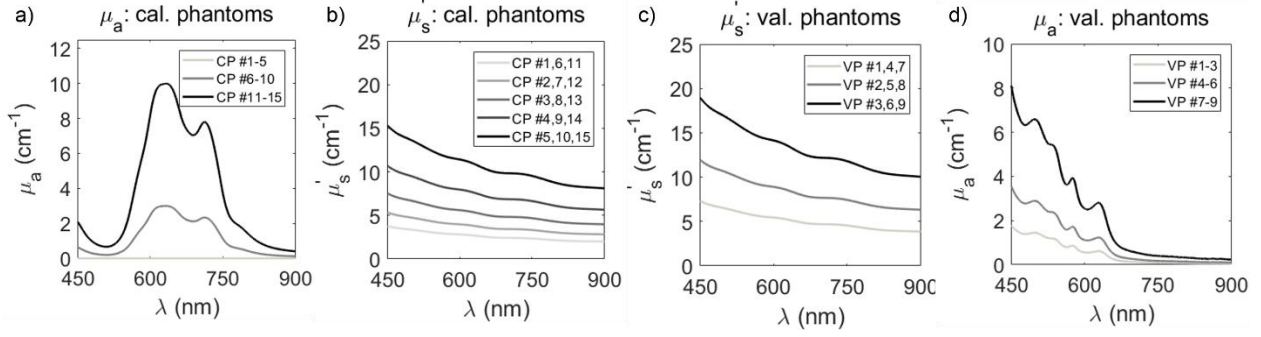 a) μa: cal. phantoms
12
10
8
6
4
2
0
μa (cm-1)
CP #1-5
CP #6-10
CP #11-15
450 600 750 900
λ (nm)
b) μs': cal. phantoms
25
20
15
10
5
0
μs' (cm-1)
CP #1,6,11
CP #2,7,12
CP #3,8,13
CP #4,9,14
CP #5,10,15
450 600 750 900
λ (nm)
c) μs': val. phantoms
25
20
15
10
5
0
μs' (cm-1)
VP #1,4,7
VP #2,5,8
VP #3,6,9
450 600 750 900
λ (nm)
d) μa: val. phantoms
10
8
6
4
2
0
μa (cm-1)
VP #1-3
VP #4-6
VP #7-9
450 600 750 900
λ (nm)